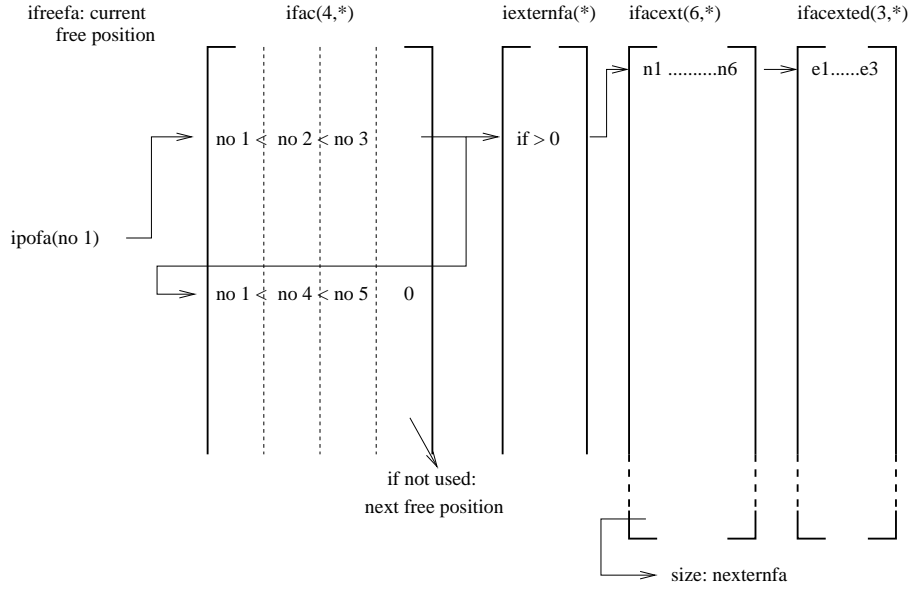 ifreefa: current
free position
ifac(4,*)
iexternfa(*)
ifacext(6,*)
ifacexted(3,*)
n1 ..........n6
e1......e3
no 1 < no 2 < no 3
if > 0
ipofa(no 1)
no 1 < no 4 < no 5 0
if not used:
next free position
size: nexternfa